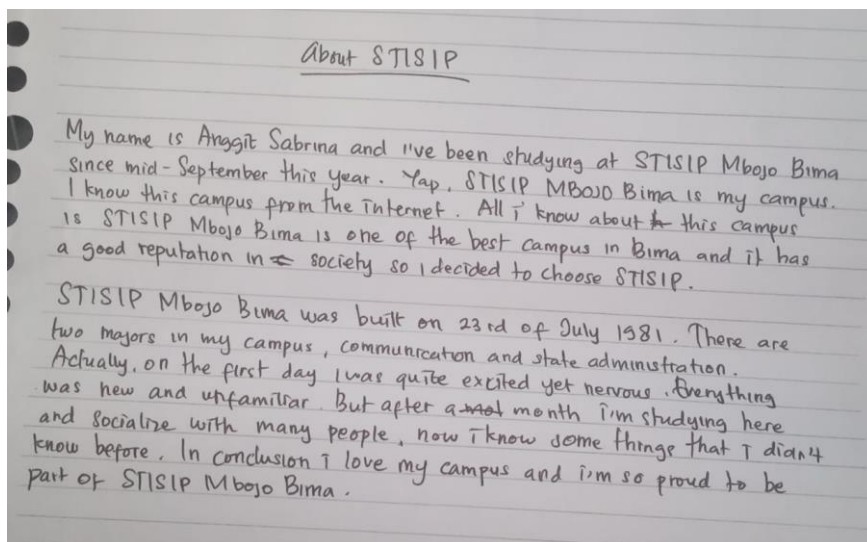 About STISIP
My name is Anggit Sabrina and i've been studying at STISIP Mbojo Bima
since mid-September this year. Yap, STISIP MBOJO Bima is my campus.
I know this campus from the internet. All i know about this campus
is STISIP Mbojo Bima is one of the best campus in Bima and it has
a good reputation in society so I decided to choose STISIP.
STISIP Mbojo Bima was built on 23rd of July 1981. There are
two majors in my campus, communication and state administration.
Actually, on the first day I was quite excited yet nervous. Everything
was new and unfamiliar. But after a month i'm studying here
and socialize with many people, now i know some things that I didn't
know before. In conclusion I love my campus and i'm so proud to be
part of STISIP Mbojo Bima.